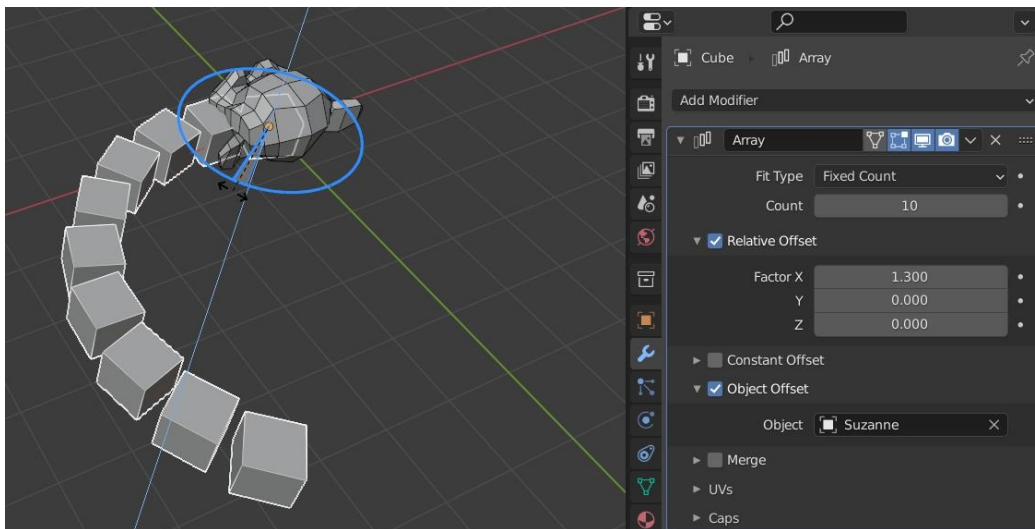 Cube
Array
Add Modifier
Array
Fit Type Fixed Count
Count 10
Relative Offset
Factor X 1.300
Y 0.000
Z 0.000
Constant Offset
Object Offset
Object Suzanne
Merge
UVs
Caps